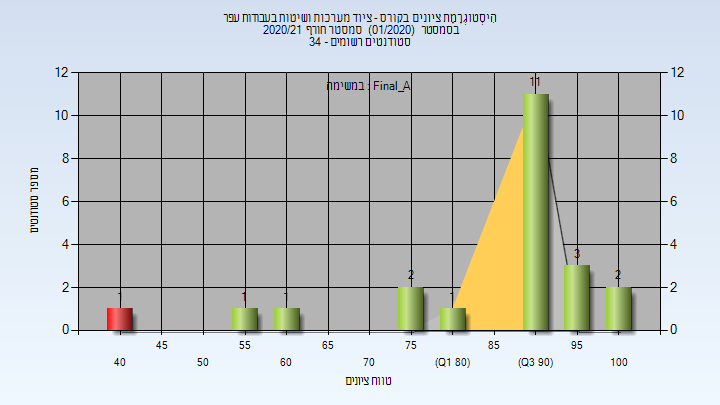 היסטוגרמת ציונים בקורס - ציוד מערכות ושיטות בעבודות עפר
בסמסטר (01/2020) סמסטר חורף 2020/21
סטודנטים רשומים - 34
במשימה : Final_A
12 12
10 10
8 8
6 6
4 4
2 2
0 0
1 1 1 2 1 11 3 2
מספר סטודנטים
45 55 65 75 85 95
40 50 60 70 (Q1 80) (Q3 90) 100
טווח ציונים